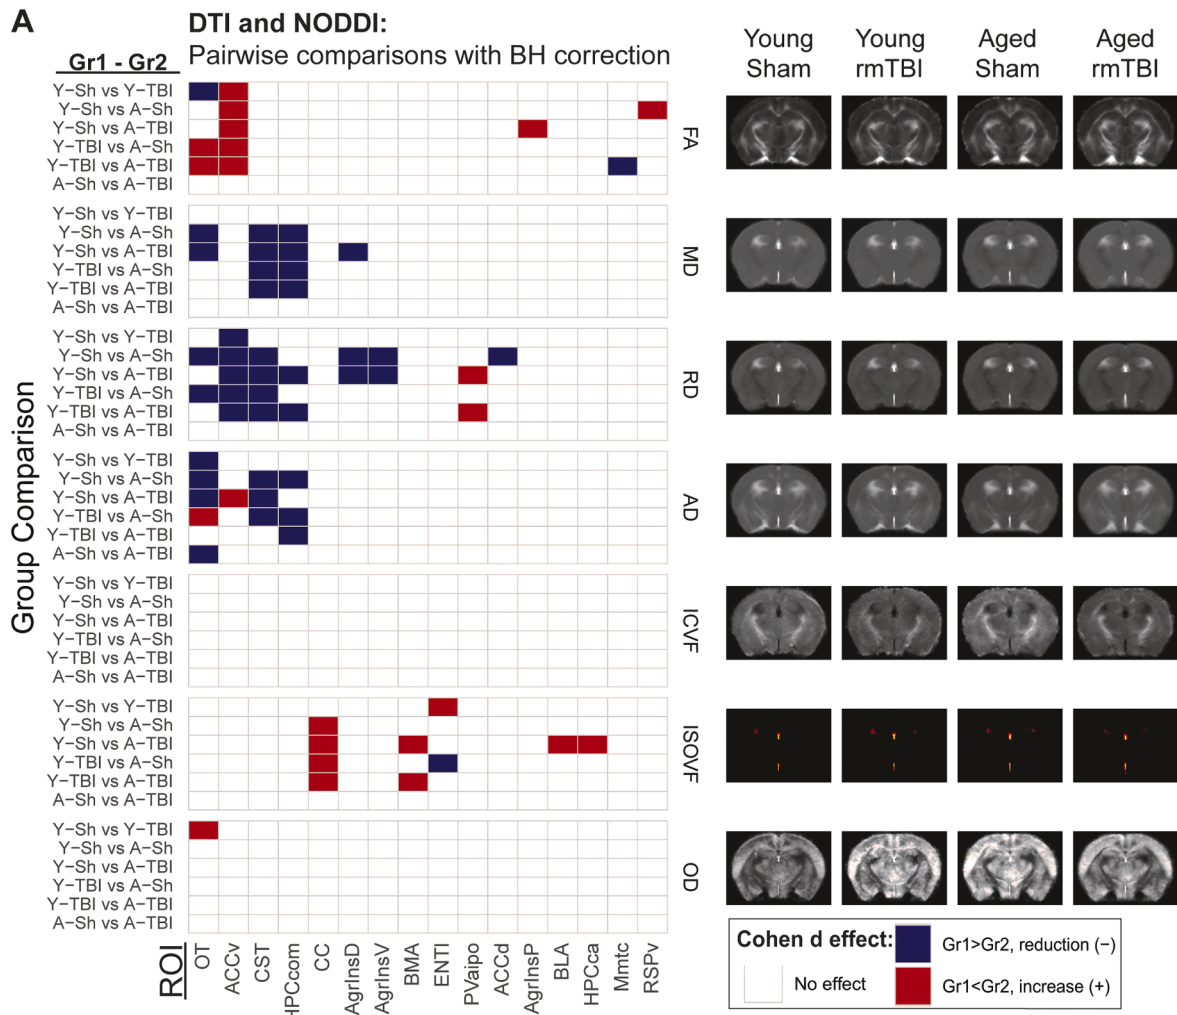 A
DTI and NODDI:
Pairwise comparisons with BH correction
Gr1 - Gr2
Young Sham
Young rmTBI
Aged Sham
Aged rmTBI
Group Comparison
Y−Sh vs Y−TBI
Y−Sh vs A−Sh
Y−Sh vs A−TBI
Y−TBI vs A−Sh
Y−TBI vs A−TBI
A−Sh vs A−TBI
FA
Y−Sh vs Y−TBI
Y−Sh vs A−Sh
Y−Sh vs A−TBI
Y−TBI vs A−Sh
Y−TBI vs A−TBI
A−Sh vs A−TBI
MD
Y−Sh vs Y−TBI
Y−Sh vs A−Sh
Y−Sh vs A−TBI
Y−TBI vs A−Sh
Y−TBI vs A−TBI
A−Sh vs A−TBI
RD
Y−Sh vs Y−TBI
Y−Sh vs A−Sh
Y−Sh vs A−TBI
Y−TBI vs A−Sh
Y−TBI vs A−TBI
A−Sh vs A−TBI
AD
Y−Sh vs Y−TBI
Y−Sh vs A−Sh
Y−Sh vs A−TBI
Y−TBI vs A−Sh
Y−TBI vs A−TBI
A−Sh vs A−TBI
ICVF
Y−Sh vs Y−TBI
Y−Sh vs A−Sh
Y−Sh vs A−TBI
Y−TBI vs A−Sh
Y−TBI vs A−TBI
A−Sh vs A−TBI
ISOVF
Y−Sh vs Y−TBI
Y−Sh vs A−Sh
Y−Sh vs A−TBI
Y−TBI vs A−Sh
Y−TBI vs A−TBI
A−Sh vs A−TBI
OD
ROI
OT
ACCv
CST
HPCcom
CC
AgrInsD
AgrInsV
BMA
ENTl
PVaipo
ACCd
AgrInsP
BLA
HPCca
Mmtc
RSPv
Cohen d effect:
No effect
Gr1>Gr2, reduction (−)
Gr1<Gr2, increase (+)